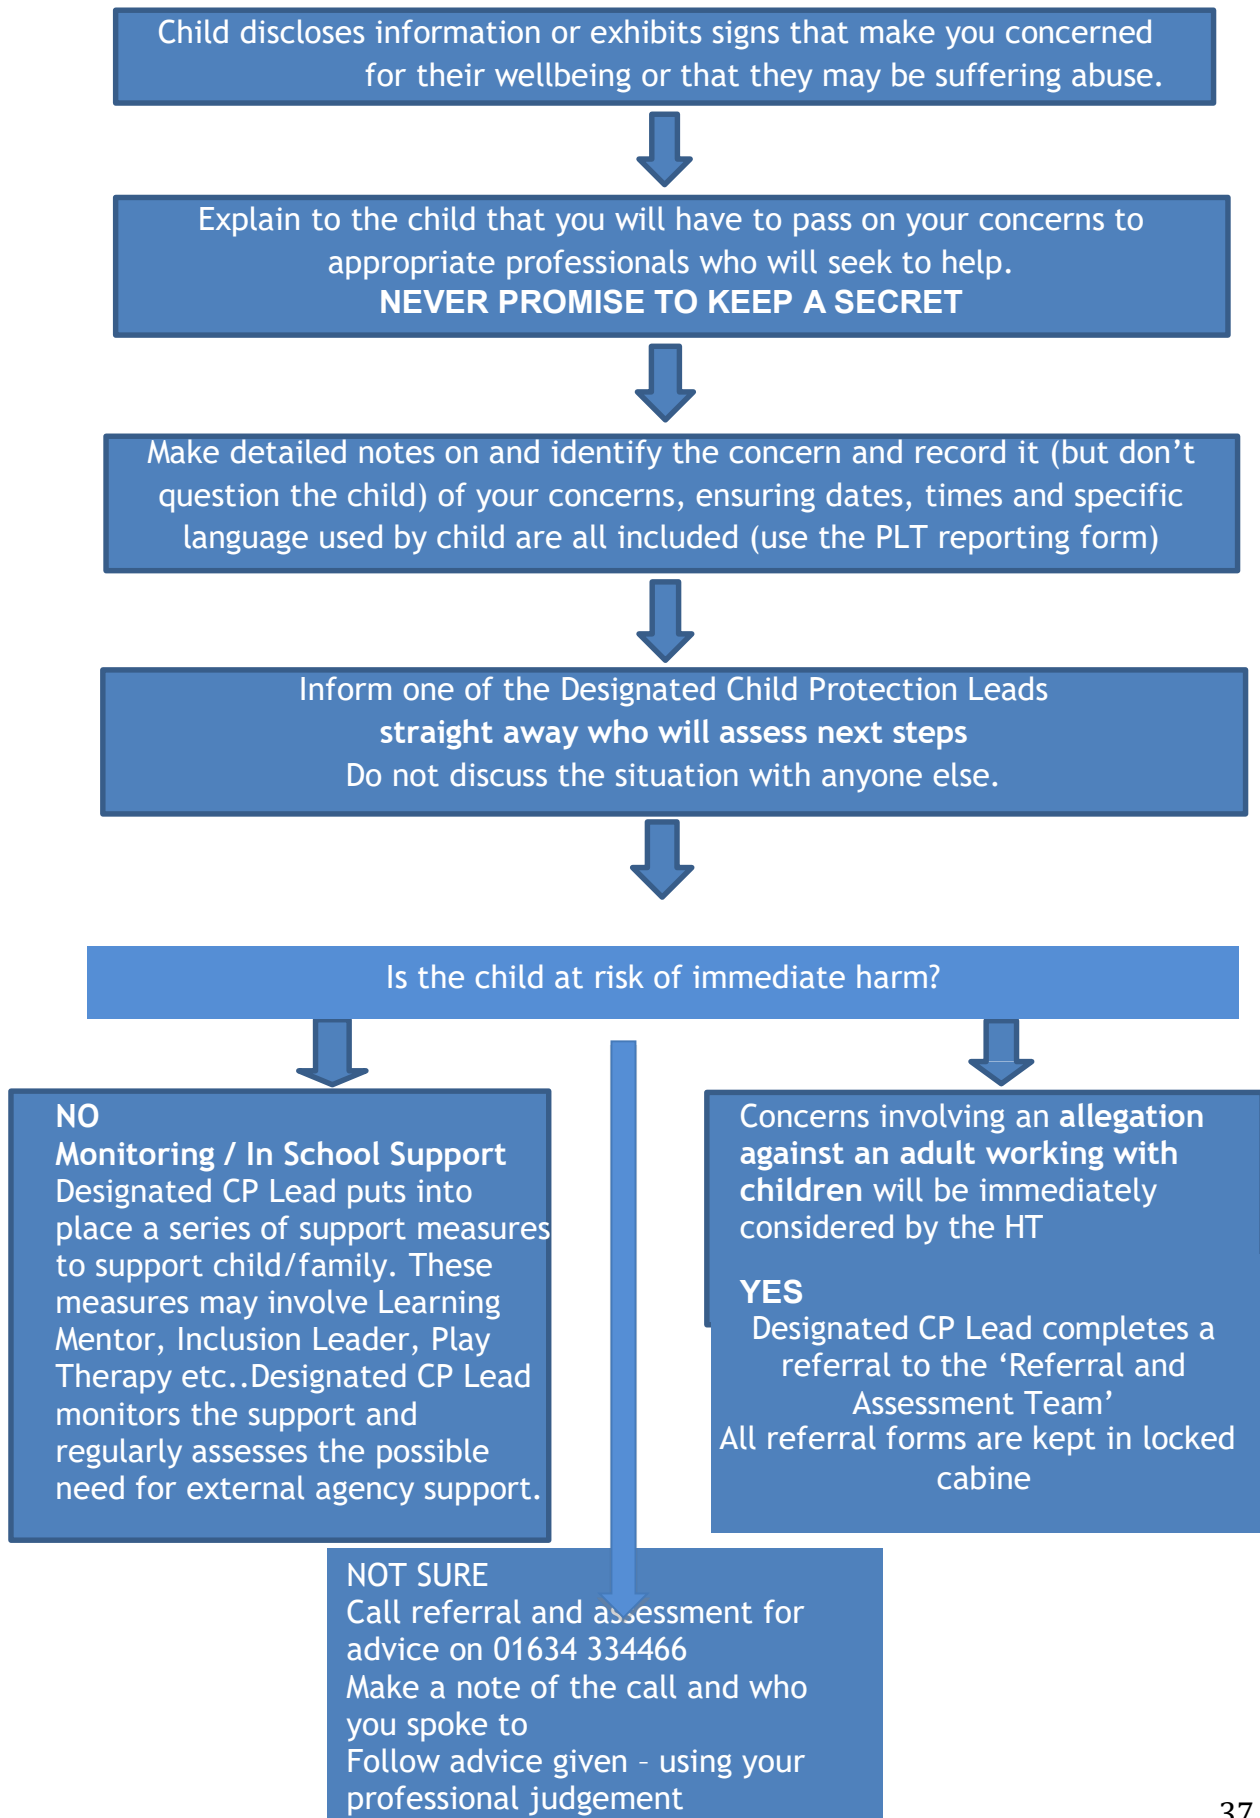 Child discloses information or exhibits signs that make you concerned
for their wellbeing or that they may be suffering abuse.
Explain to the child that you will have to pass on your concerns to
appropriate professionals who will seek to help.
NEVER PROMISE TO KEEP A SECRET
Make detailed notes on and identify the concern and record it (but don’t
question the child) of your concerns, ensuring dates, times and specific
language used by child are all included (use the PLT reporting form)
Inform one of the Designated Child Protection Leads
straight away who will assess next steps
Do not discuss the situation with anyone else.
Is the child at risk of immediate harm?
NO
Monitoring / In School Support
Designated CP Lead puts into
place a series of support measures
to support child/family. These
measures may involve Learning
Mentor, Inclusion Leader, Play
Therapy etc..Designated CP Lead
monitors the support and
regularly assesses the possible
need for external agency support.
Concerns involving an allegation
against an adult working with
children will be immediately
considered by the HT
YES
Designated CP Lead completes a
referral to the ‘Referral and
Assessment Team’
All referral forms are kept in locked
cabine
NOT SURE
Call referral and assessment for
advice on 01634 334466
Make a note of the call and who
you spoke to
Follow advice given – using your
professional judgement
37